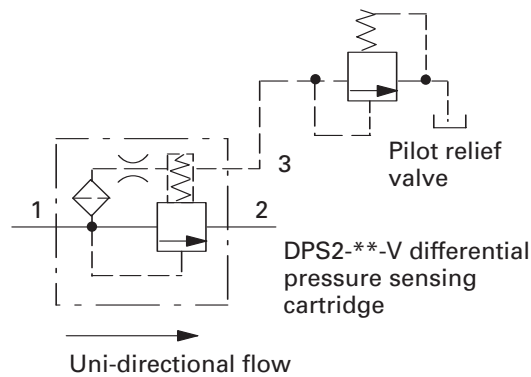 3
Pilot relief
valve
1
2
DPS2-**-V differential
pressure sensing
cartridge
Uni-directional flow